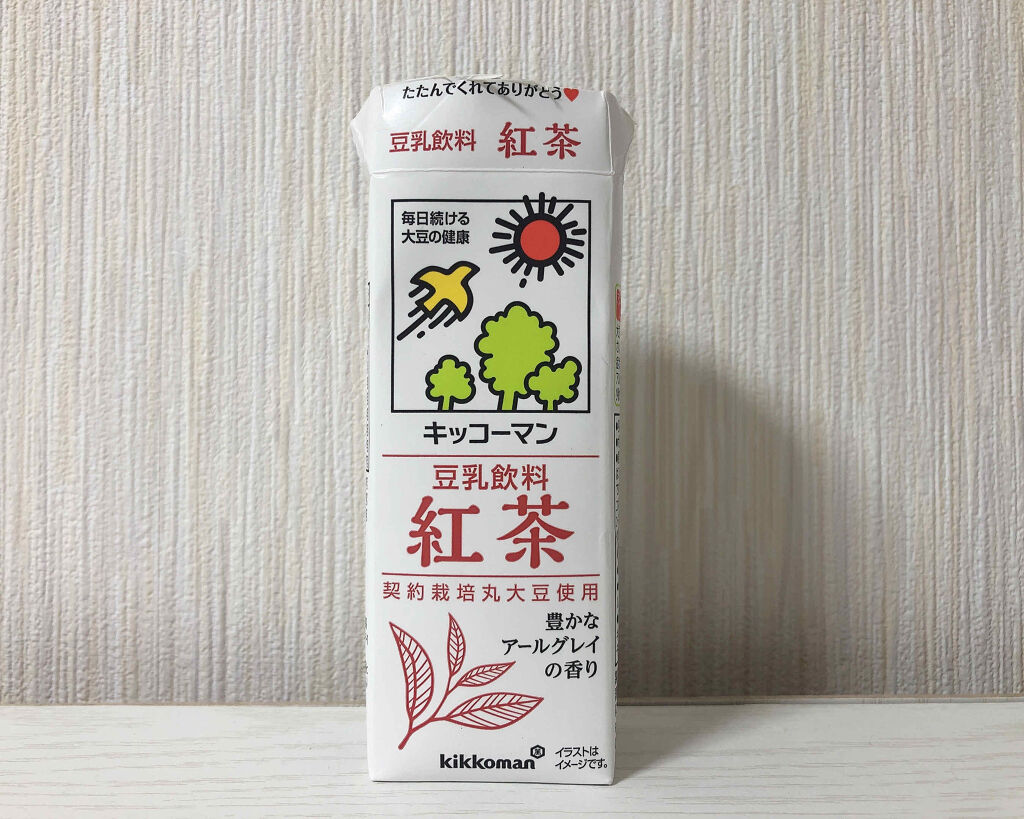 たたんでくれてありがとう♥
豆乳飲料 紅茶
毎日続ける
大豆の健康
キッコーマン
豆乳飲料
紅茶
契約栽培丸大豆使用
豊かな
アールグレイ
の香り
kikkoman
イラストは
イメージです。